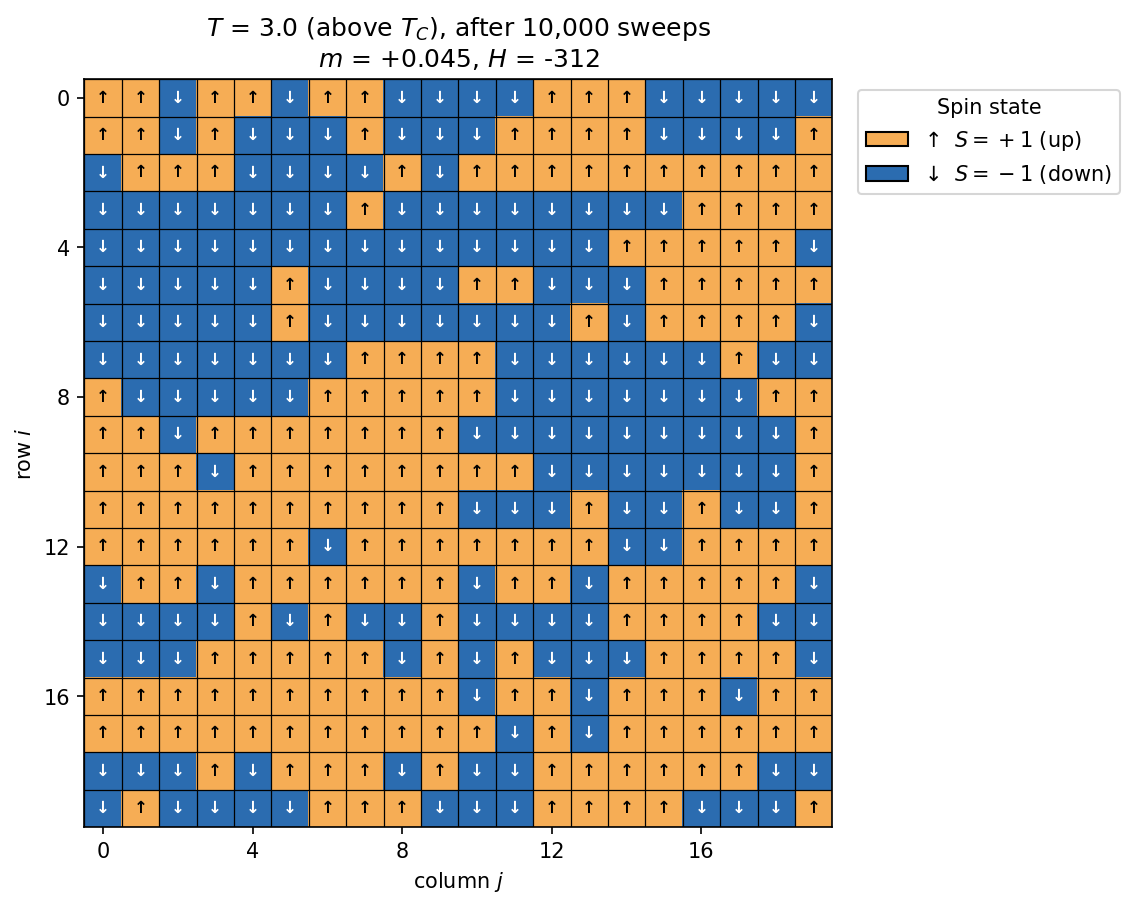 T = 3.0 (above T_C), after 10,000 sweeps
m = +0.045, H = -312
Spin state
↑ S = +1 (up)
↓ S = −1 (down)
row i
0
4
8
12
16
↑ ↑ ↓ ↑ ↑ ↓ ↑ ↑ ↓ ↓ ↓ ↓ ↑ ↑ ↑ ↓ ↓ ↓ ↓ ↓
↑ ↑ ↓ ↑ ↓ ↓ ↓ ↑ ↓ ↓ ↓ ↑ ↑ ↑ ↑ ↓ ↓ ↓ ↓ ↑
↓ ↑ ↑ ↑ ↓ ↓ ↓ ↓ ↑ ↓ ↑ ↑ ↑ ↑ ↑ ↑ ↑ ↑ ↑ ↑
↓ ↓ ↓ ↓ ↓ ↓ ↓ ↑ ↓ ↓ ↓ ↓ ↓ ↓ ↓ ↓ ↑ ↑ ↑ ↑
↓ ↓ ↓ ↓ ↓ ↓ ↓ ↓ ↓ ↓ ↓ ↓ ↓ ↓ ↑ ↑ ↑ ↑ ↑ ↓
↓ ↓ ↓ ↓ ↓ ↑ ↓ ↓ ↓ ↓ ↑ ↑ ↓ ↓ ↓ ↑ ↑ ↑ ↑ ↑
↓ ↓ ↓ ↓ ↓ ↑ ↓ ↓ ↓ ↓ ↓ ↓ ↓ ↑ ↓ ↑ ↑ ↑ ↑ ↓
↓ ↓ ↓ ↓ ↓ ↓ ↓ ↑ ↑ ↑ ↑ ↓ ↓ ↓ ↓ ↓ ↓ ↑ ↓ ↓
↑ ↓ ↓ ↓ ↓ ↓ ↑ ↑ ↑ ↑ ↑ ↓ ↓ ↓ ↓ ↓ ↓ ↓ ↑ ↑
↑ ↑ ↓ ↑ ↑ ↑ ↑ ↑ ↑ ↑ ↓ ↓ ↓ ↓ ↓ ↓ ↓ ↓ ↓ ↑
↑ ↑ ↑ ↓ ↑ ↑ ↑ ↑ ↑ ↑ ↑ ↑ ↓ ↓ ↓ ↓ ↓ ↓ ↓ ↑
↑ ↑ ↑ ↑ ↑ ↑ ↑ ↑ ↑ ↑ ↓ ↓ ↓ ↑ ↓ ↓ ↑ ↓ ↓ ↑
↑ ↑ ↑ ↑ ↑ ↑ ↓ ↑ ↑ ↑ ↑ ↑ ↑ ↑ ↓ ↓ ↑ ↑ ↑ ↑
↓ ↑ ↑ ↓ ↑ ↑ ↑ ↑ ↑ ↑ ↓ ↑ ↑ ↓ ↑ ↑ ↑ ↑ ↑ ↓
↓ ↓ ↓ ↓ ↑ ↓ ↑ ↓ ↓ ↑ ↓ ↓ ↓ ↓ ↑ ↑ ↑ ↑ ↓ ↓
↓ ↓ ↓ ↑ ↑ ↑ ↑ ↑ ↓ ↑ ↓ ↑ ↓ ↓ ↓ ↑ ↑ ↑ ↑ ↓
↑ ↑ ↑ ↑ ↑ ↑ ↑ ↑ ↑ ↑ ↓ ↑ ↑ ↓ ↑ ↑ ↑ ↓ ↑ ↑
↑ ↑ ↑ ↑ ↑ ↑ ↑ ↑ ↑ ↑ ↑ ↓ ↑ ↓ ↑ ↑ ↑ ↑ ↑ ↑
↓ ↓ ↓ ↑ ↓ ↑ ↑ ↑ ↓ ↑ ↓ ↓ ↑ ↑ ↑ ↑ ↑ ↑ ↓ ↓
↓ ↑ ↓ ↓ ↓ ↓ ↑ ↑ ↑ ↓ ↓ ↓ ↑ ↑ ↑ ↑ ↓ ↓ ↓ ↑
0 4 8 12 16
column j